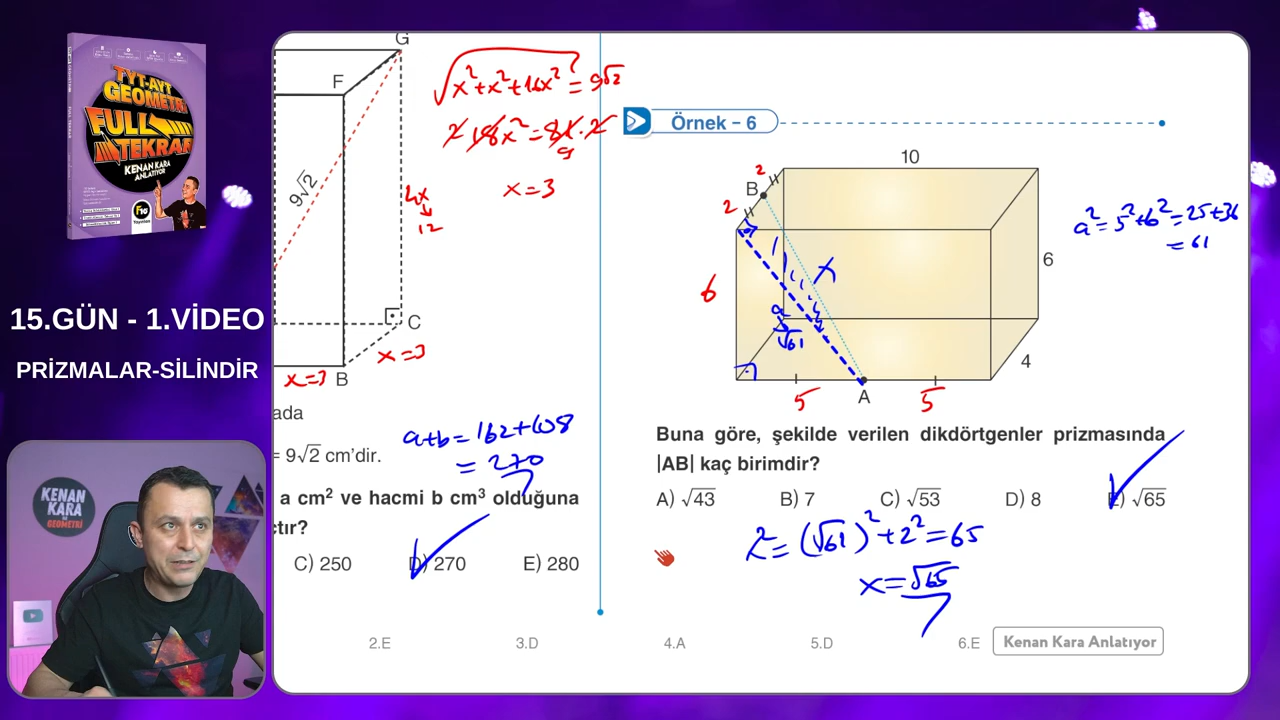 TYT-AYT
GEOMETRİ
FULL
TEKRAR
KENAN KARA
ANLATIYOR
15.GÜN - 1.VİDEO
PRİZMALAR-SİLİNDİR
KENAN
KARA
GEOMETRİ
G
F
9√2
C
B
4x
12
x=3
x=3
√x²+x²+16x² = 9√2
18x² = 81·2
9
x=3
ada
= 9√2 cm’dir.
a cm² ve hacmi b cm³ olduğuna
ctır?
a+b = 162+108
= 270
C) 250
D) 270
E) 280
Örnek – 6
10
B
2
2
6
6
4
x
a
√61
5
A
5
a²=5²+6²=25+36
= 61
Buna göre, şekilde verilen dikdörtgenler prizmasında
|AB| kaç birimdir?
A) √43 B) 7 C) √53 D) 8 E) √65
x² = (√61)²+2²=65
x=√65
2.E 3.D 4.A 5.D 6.E
Kenan Kara Anlatıyor